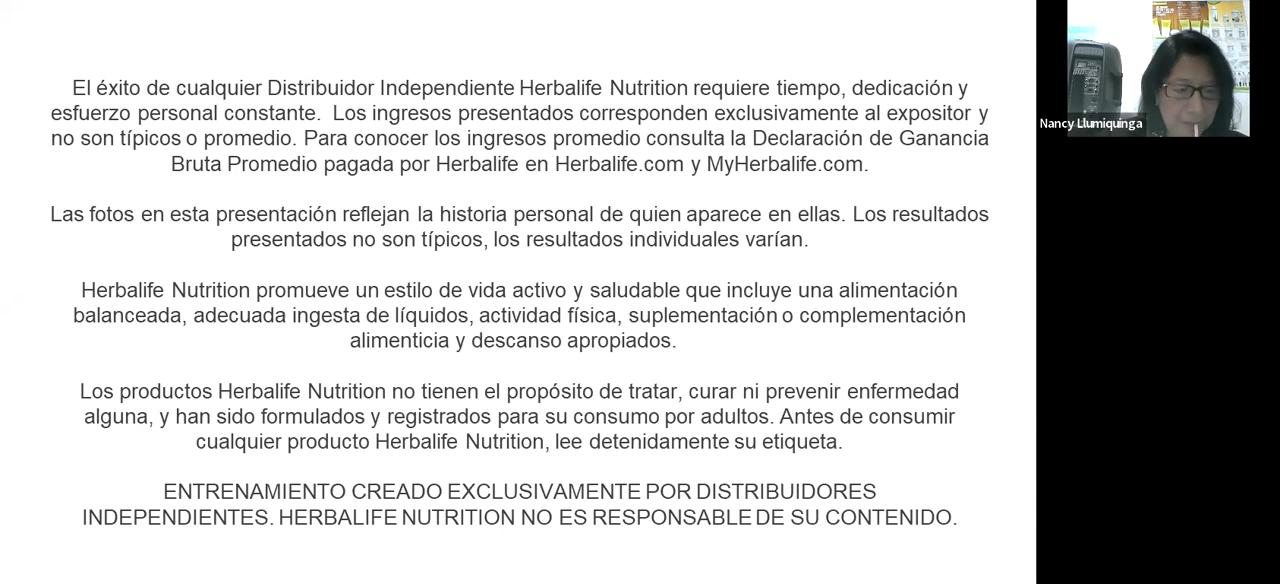 El éxito de cualquier Distribuidor Independiente Herbalife Nutrition requiere tiempo, dedicación y
esfuerzo personal constante. Los ingresos presentados corresponden exclusivamente al expositor y
no son típicos o promedio. Para conocer los ingresos promedio consulta la Declaración de Ganancia
Bruta Promedio pagada por Herbalife en Herbalife.com y MyHerbalife.com.
Las fotos en esta presentación reflejan la historia personal de quien aparece en ellas. Los resultados
presentados no son típicos, los resultados individuales varían.
Herbalife Nutrition promueve un estilo de vida activo y saludable que incluye una alimentación
balanceada, adecuada ingesta de líquidos, actividad física, suplementación o complementación
alimenticia y descanso apropiados.
Los productos Herbalife Nutrition no tienen el propósito de tratar, curar ni prevenir enfermedad
alguna, y han sido formulados y registrados para su consumo por adultos. Antes de consumir
cualquier producto Herbalife Nutrition, lee detenidamente su etiqueta.
ENTRENAMIENTO CREADO EXCLUSIVAMENTE POR DISTRIBUIDORES
INDEPENDIENTES. HERBALIFE NUTRITION NO ES RESPONSABLE DE SU CONTENIDO.
Nancy Llumiquinga